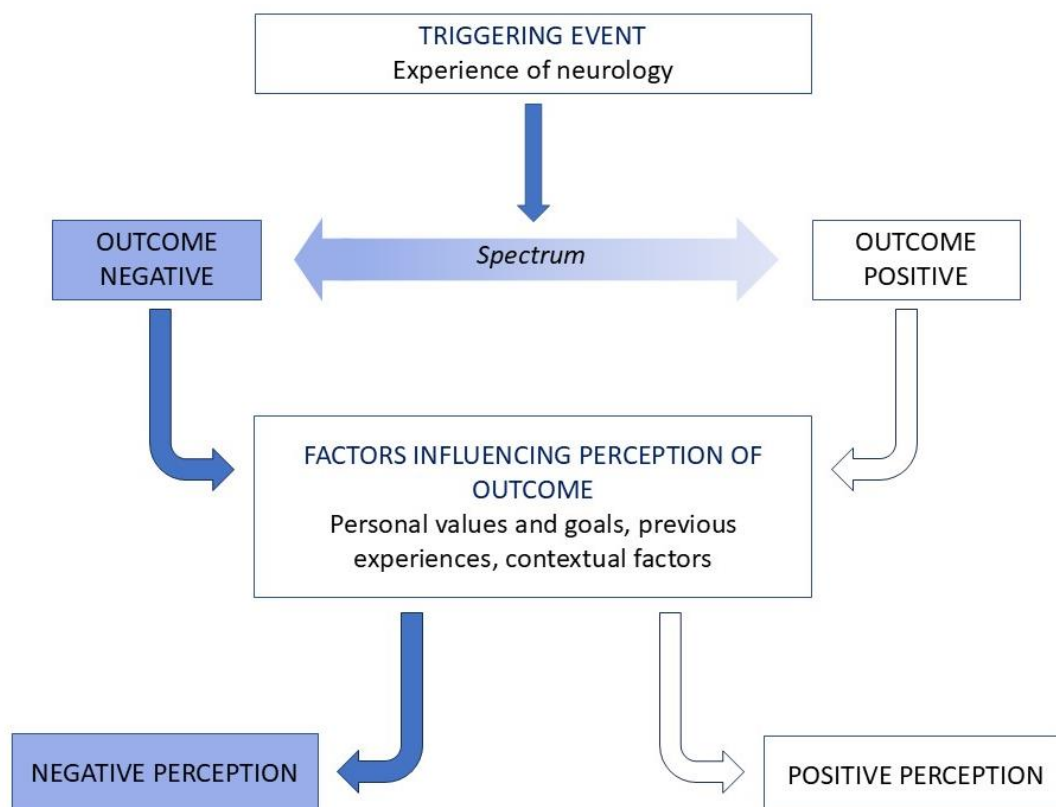 TRIGGERING EVENT
Experience of neurology
OUTCOME
NEGATIVE
Spectrum
OUTCOME
POSITIVE
FACTORS INFLUENCING PERCEPTION OF
OUTCOME
Personal values and goals, previous
experiences, contextual factors
NEGATIVE PERCEPTION
POSITIVE PERCEPTION